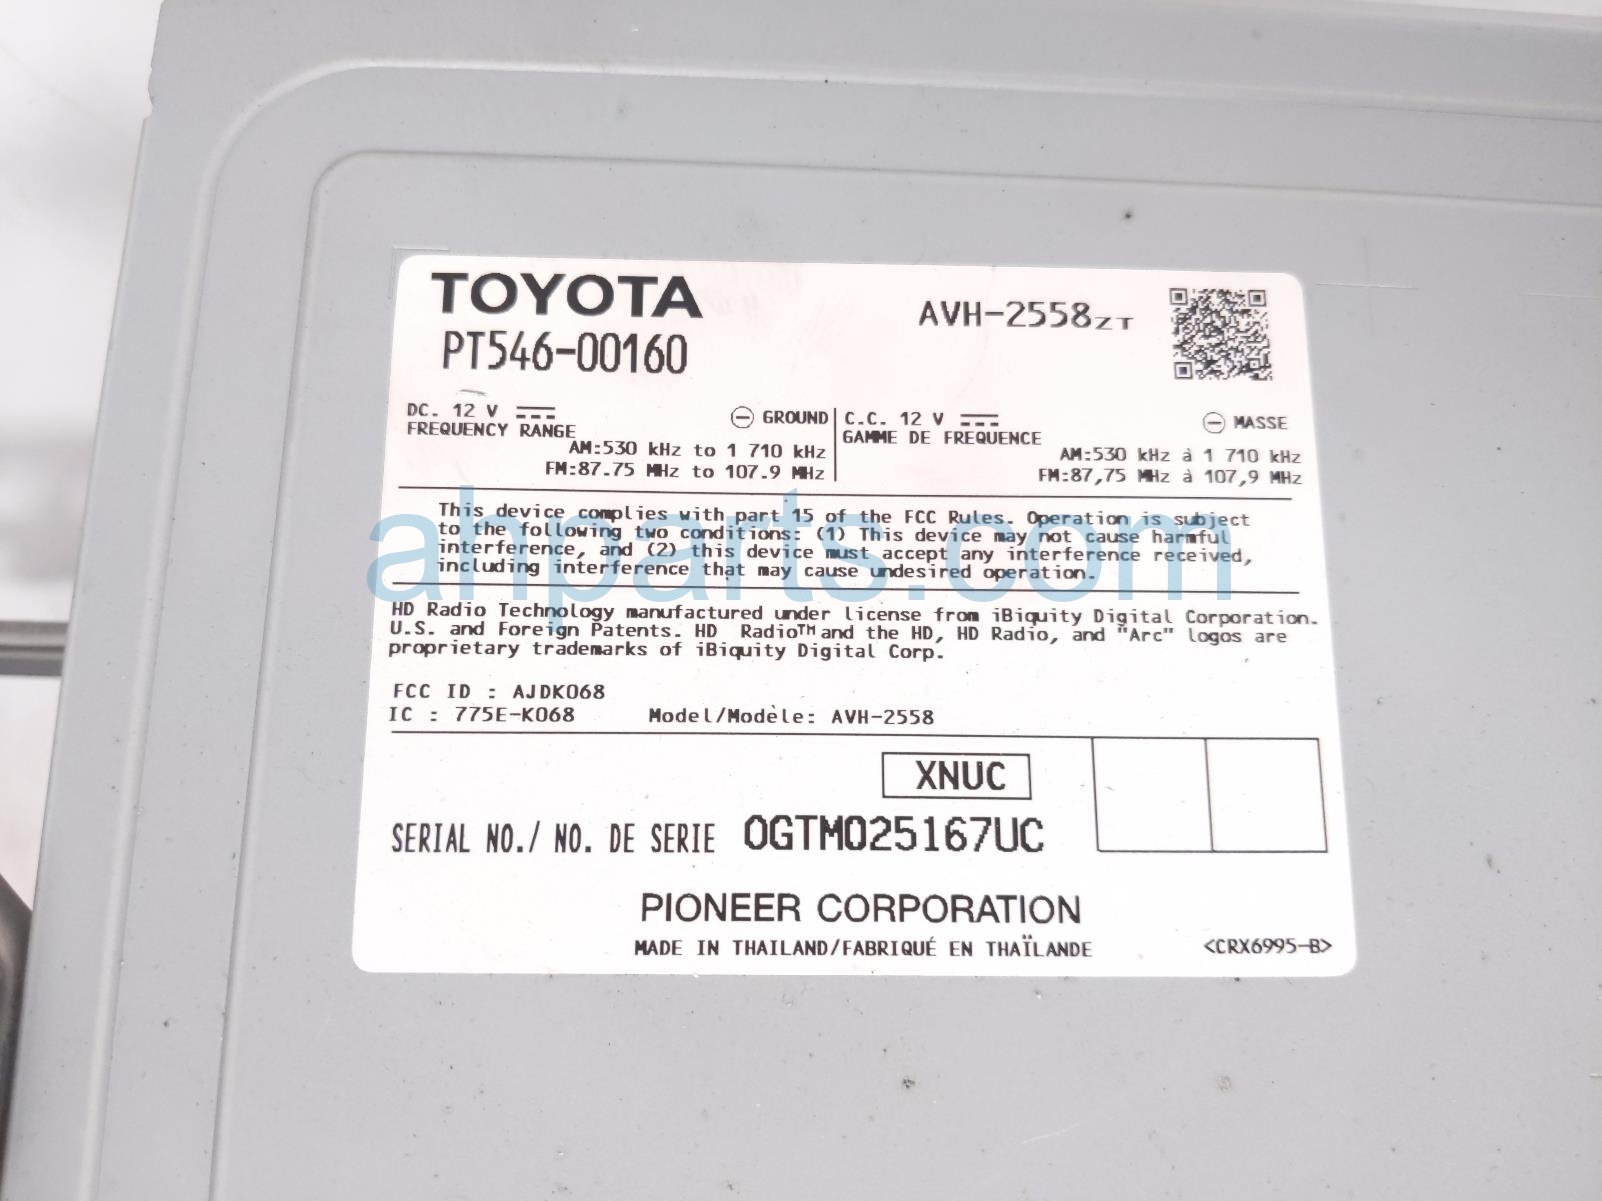 TOYOTA
PT546-00160
AVH-2558ZT
DC. 12 V
GROUND
FREQUENCY RANGE
AM:530 kHz to 1 710 kHz
FM:87.75 MHz to 107.9 MHz
C.C. 12 V
MASSE
GAMME DE FREQUENCE
AM:530 kHz à 1 710 kHz
FM:87,75 MHz à 107,9 MHz
This device complies with part 15 of the FCC Rules. Operation is subject
to the following two conditions: (1) This device may not cause harmful
interference, and (2) this device must accept any interference received,
including interference that may cause undesired operation.
ahparts.com
HD Radio Technology manufactured under license from iBiquity Digital Corporation.
U.S. and Foreign Patents. HD Radio™ and the HD, HD Radio, and "Arc" logos are
proprietary trademarks of iBiquity Digital Corp.
FCC ID : AJDK068
IC : 775E-K068 Model/Modèle: AVH-2558
XNUC
SERIAL NO./ NO. DE SERIE 0GTM025167UC
PIONEER CORPORATION
MADE IN THAILAND/FABRIQUÉ EN THAÏLANDE <CRX6995-B>